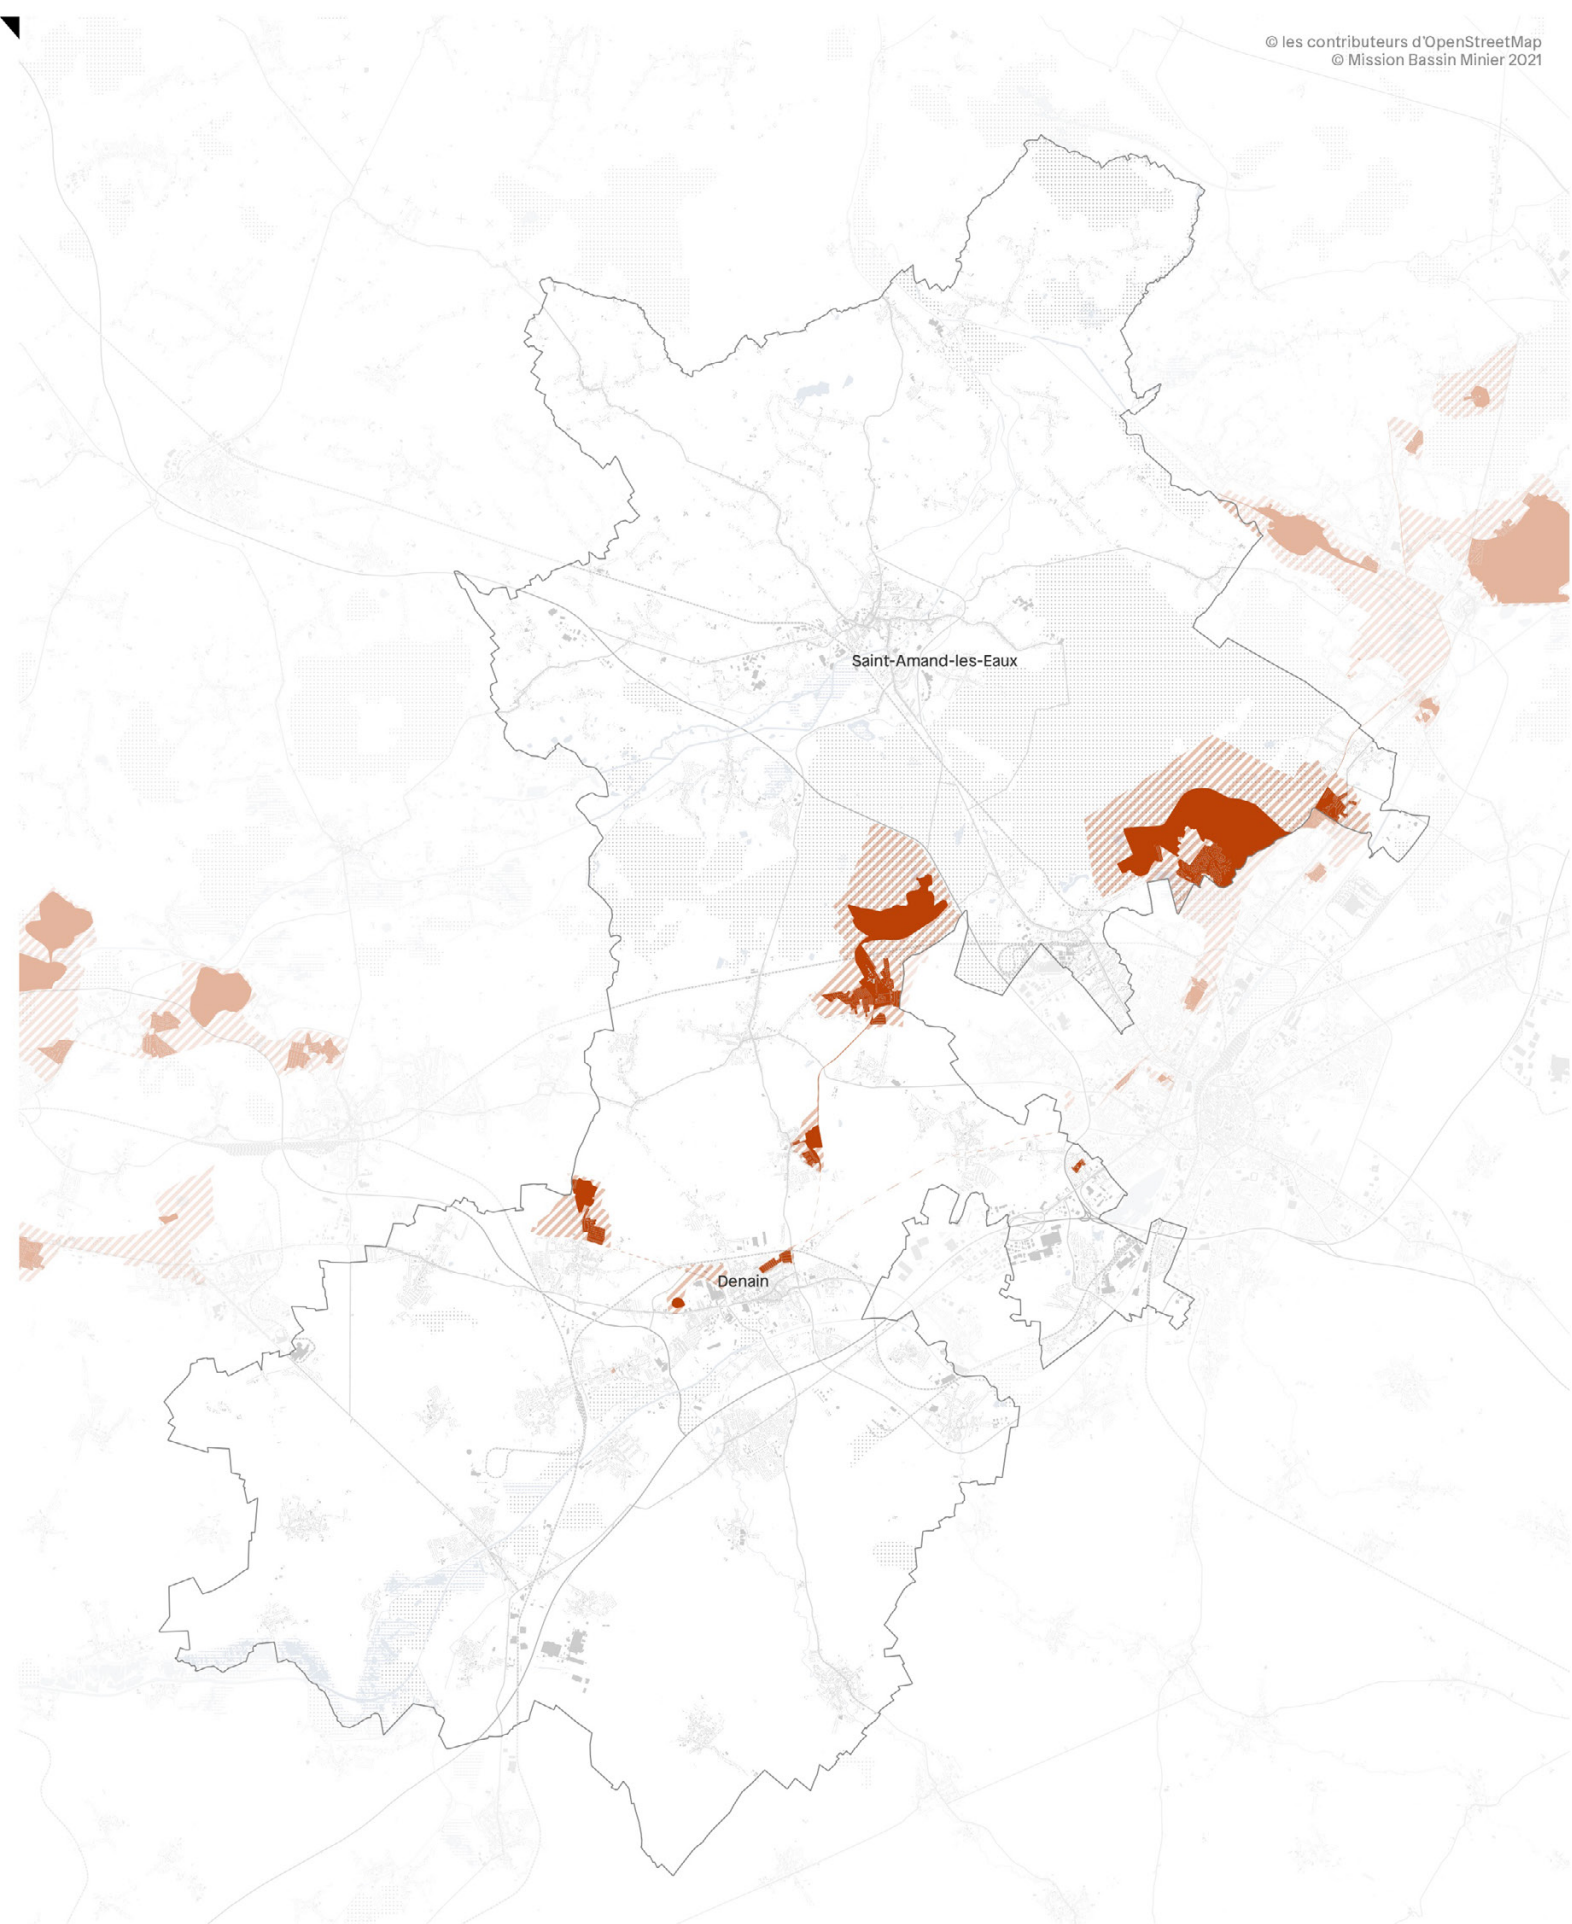 © les contributeurs d'OpenStreetMap
© Mission Bassin Minier 2021
Saint-Amand-les-Eaux
Denain